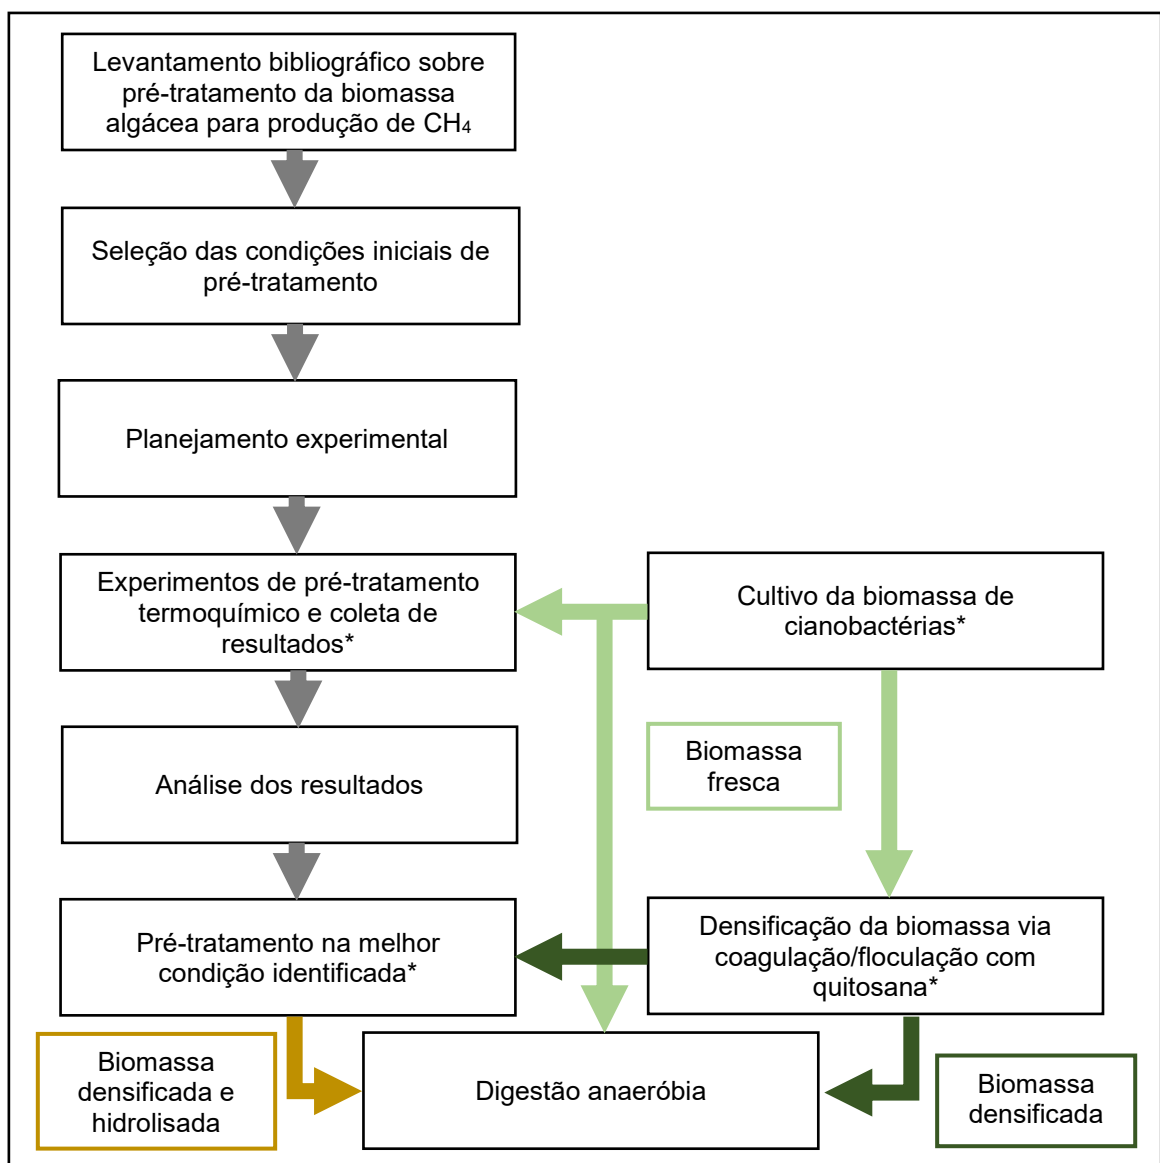 Levantamento bibliográfico sobre
pré-tratamento da biomassa
algácea para produção de CH₄
Seleção das condições iniciais de
pré-tratamento
Planejamento experimental
Experimentos de pré-tratamento
termoquímico e coleta de
resultados*
Cultivo da biomassa de
cianobactérias*
Análise dos resultados
Biomassa
fresca
Pré-tratamento na melhor
condição identificada*
Densificação da biomassa via
coagulação/floculação com
quitosana*
Biomassa
densificada e
hidrolisada
Digestão anaeróbia
Biomassa
densificada